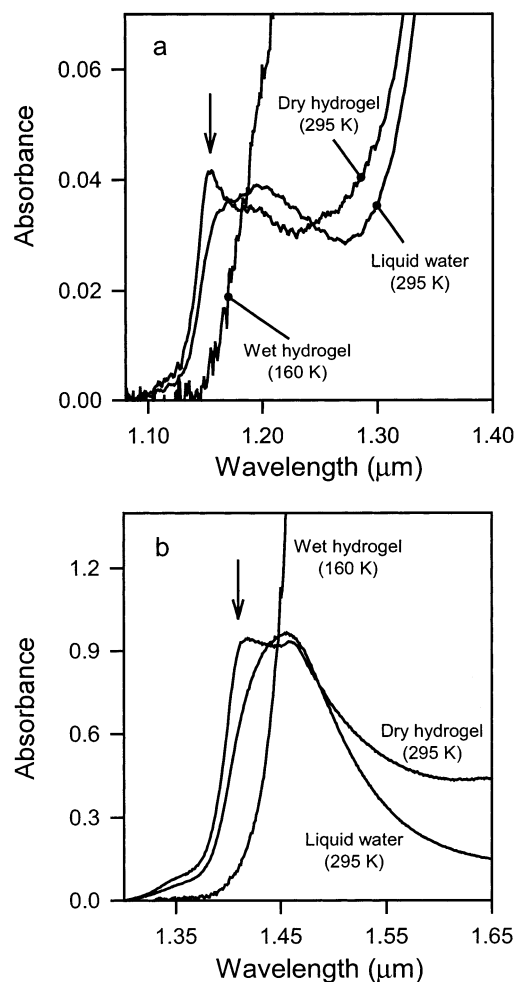 a
0.06
0.04
0.02
0.00
Absorbance
Dry hydrogel
(295 K)
Liquid water
(295 K)
Wet hydrogel
(160 K)
1.10
1.20
1.30
1.40
Wavelength (μm)
b
1.2
0.9
0.6
0.3
0.0
Absorbance
Wet hydrogel
(160 K)
Dry hydrogel
(295 K)
Liquid water
(295 K)
1.35
1.45
1.55
1.65
Wavelength (μm)